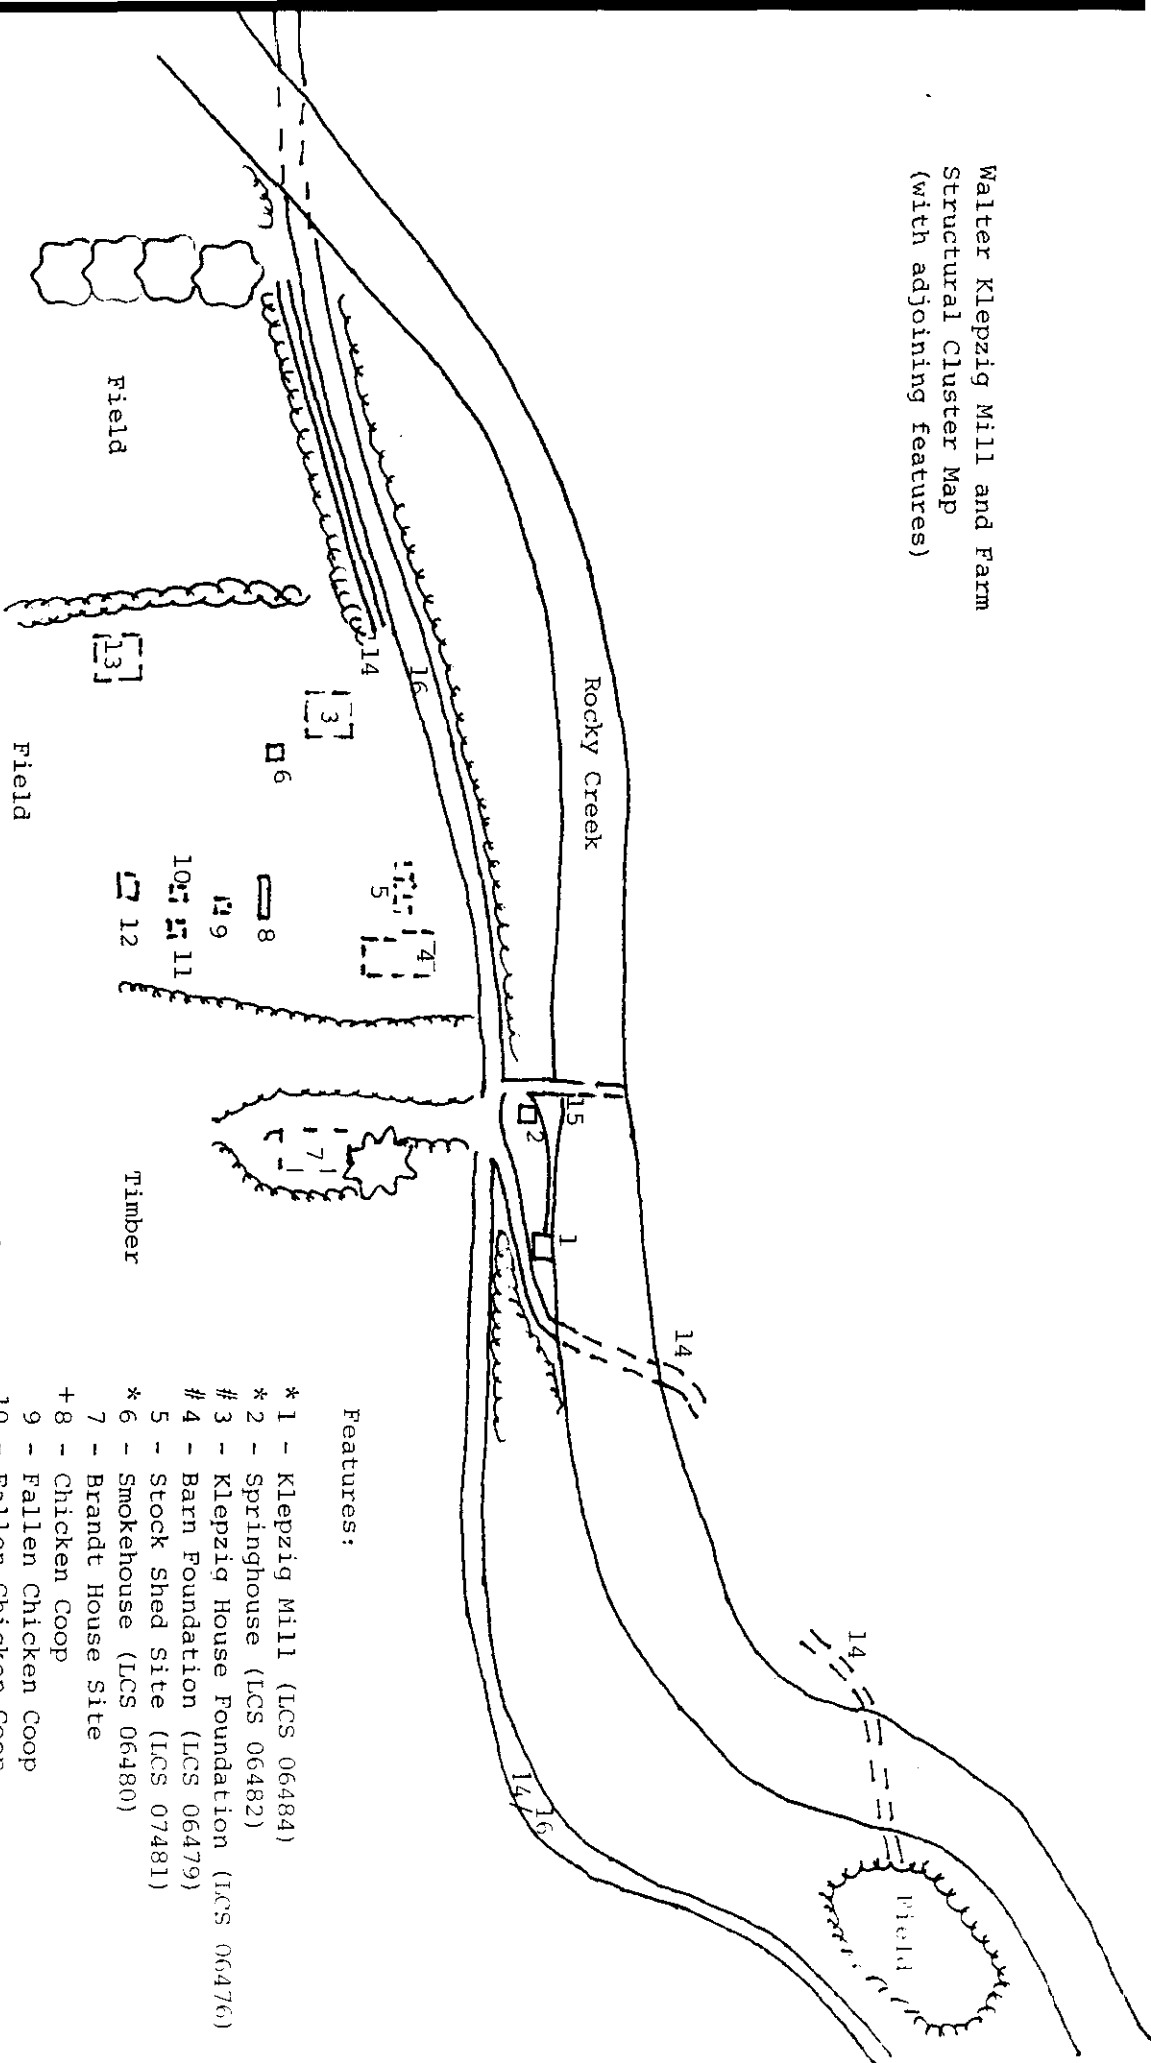 Walter Klepzig Mill and Farm
Structural Cluster Map
(with adjoining features)
Rocky Creek
Field
Field
Field
Timber
14
16
13
3
6
5
4
8
9
10
11
12
15
2
7
1
14
14
14/16
Features:
*1 - Klepzig Mill (LCS 06484)
*2 - Springhouse (LCS 06482)
#3 - Klepzig House Foundation (LCS 06476)
#4 - Barn Foundation (LCS 06479)
5 - Stock Shed Site (LCS 07481)
*6 - Smokehouse (LCS 06480)
7 - Brandt House Site
+8 - Chicken Coop
9 - Fallen Chicken Coop
10 - Fallen Chicken Coop